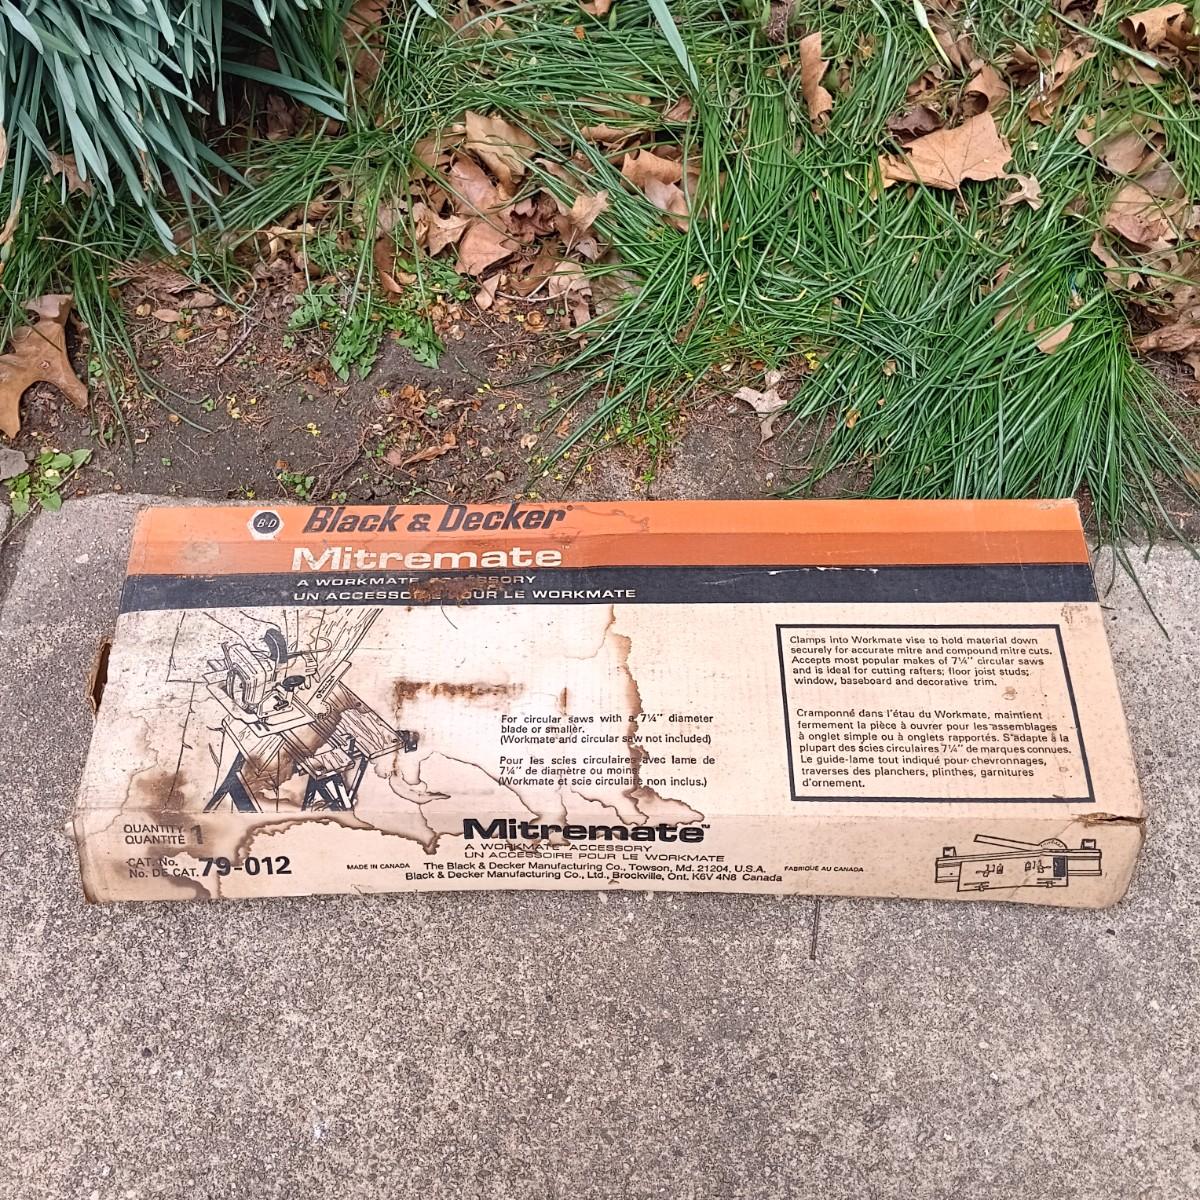 B&D Black & Decker®
Mitremate™
A WORKMATE ACCESSORY
UN ACCESSOIRE POUR LE WORKMATE
Clamps into Workmate vise to hold material down
securely for accurate mitre and compound mitre cuts.
Accepts most popular makes of 7¼" circular saws
and is ideal for cutting rafters; floor joist studs;
window, baseboard and decorative trim.
Cramponné dans l'étau du Workmate, maintient
fermement la pièce à ouvrer pour les assemblages
à onglet simple ou à onglets rapportés. S'adapte à la
plupart des scies circulaires 7¼" de marques connues.
Le guide-lame tout indiqué pour chevronnages,
traverses des planchers, plinthes, garnitures
d'ornement.
For circular saws with a 7¼" diameter
blade or smaller.
(Workmate and circular saw not included)
Pour les scies circulaires avec lame de
7¼" de diamètre ou moins.
(Workmate et scie circulaire non inclus.)
QUANTITY
QUANTITÉ 1
CAT. No.
No. DE CAT. 79-012
Mitremate™
A WORKMATE ACCESSORY
UN ACCESSOIRE POUR LE WORKMATE
MADE IN CANADA The Black & Decker Manufacturing Co., Towson, Md. 21204, U.S.A. FABRIQUÉ AU CANADA
Black & Decker Manufacturing Co., Ltd., Brockville, Ont. K6V 4N8 Canada